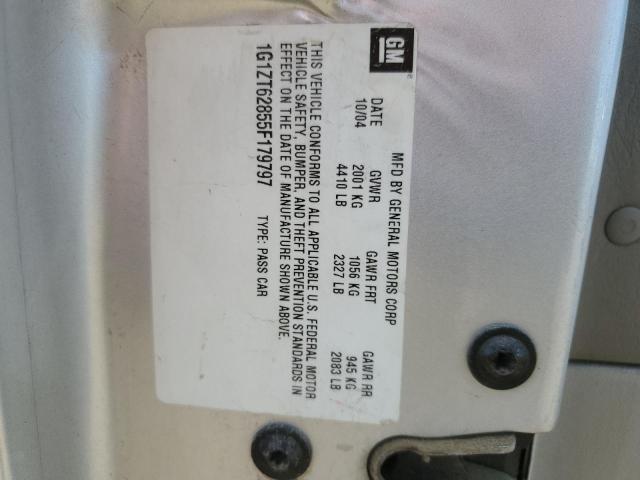 GM
MFD BY GENERAL MOTORS CORP
DATE GVWR GAWR FRT GAWR RR
10/04 2001 KG 1056 KG 945 KG
4410 LB 2327 LB 2083 LB
THIS VEHICLE CONFORMS TO ALL APPLICABLE U.S. FEDERAL MOTOR
VEHICLE SAFETY, BUMPER, AND THEFT PREVENTION STANDARDS IN
EFFECT ON THE DATE OF MANUFACTURE SHOWN ABOVE.
1G1ZT62855F179797 TYPE: PASS CAR